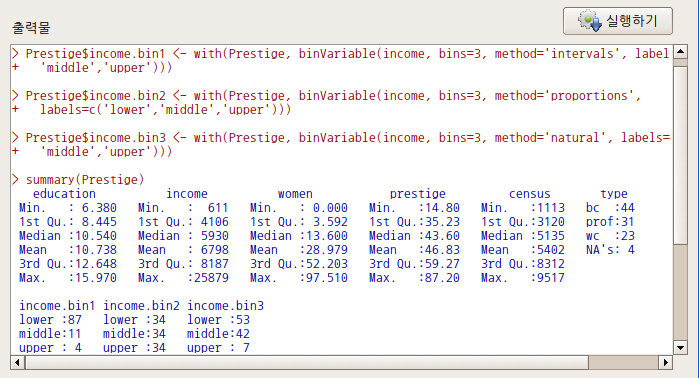 실행하기
출력물
> Prestige$income.bin1 <- with(Prestige, binVariable(income, bins=3, method='intervals', label
+   'middle','upper')))
> Prestige$income.bin2 <- with(Prestige, binVariable(income, bins=3, method='proportions',
+   labels=c('lower','middle','upper')))
> Prestige$income.bin3 <- with(Prestige, binVariable(income, bins=3, method='natural', labels=
+   'middle','upper')))
> summary(Prestige)
education income women prestige census type
Min.   : 6.380   Min.   :  611   Min.   : 0.000   Min.   :14.80   Min.   :1113   bc  :44
1st Qu.: 8.445   1st Qu.: 4106   1st Qu.: 3.592   1st Qu.:35.23   1st Qu.:3120   prof:31
Median :10.540   Median : 5930   Median :13.600   Median :43.60   Median :5135   wc  :23
Mean   :10.738   Mean   : 6798   Mean   :28.979   Mean   :46.83   Mean   :5402   NA's: 4
3rd Qu.:12.648   3rd Qu.: 8187   3rd Qu.:52.203   3rd Qu.:59.27   3rd Qu.:8312
Max.   :15.970   Max.   :25879   Max.   :97.510   Max.   :87.20   Max.   :9517
income.bin1 income.bin2 income.bin3
lower :87   lower :34   lower :53
middle:11   middle:34   middle:42
upper : 4   upper :34   upper : 7